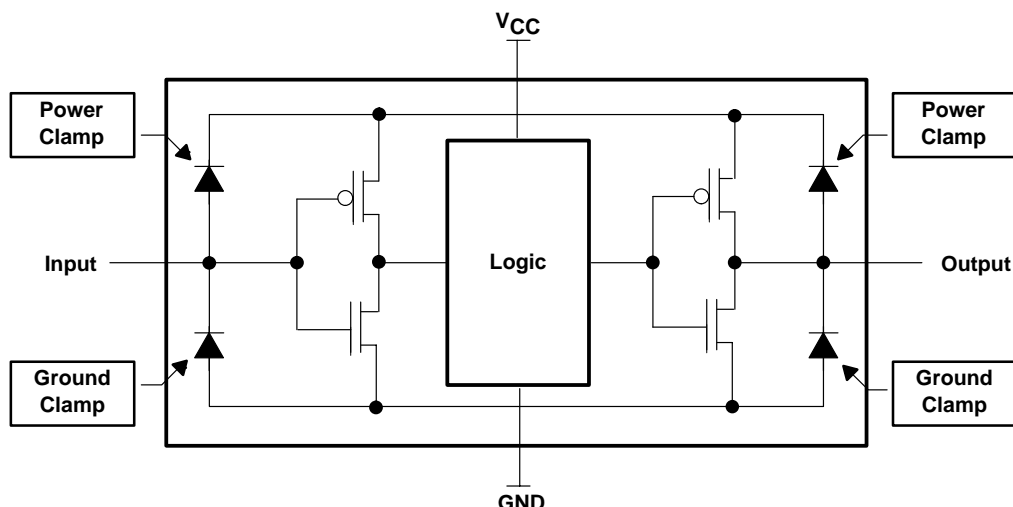 VCC
Power
Clamp
Power
Clamp
Input
Logic
Output
Ground
Clamp
Ground
Clamp
GND